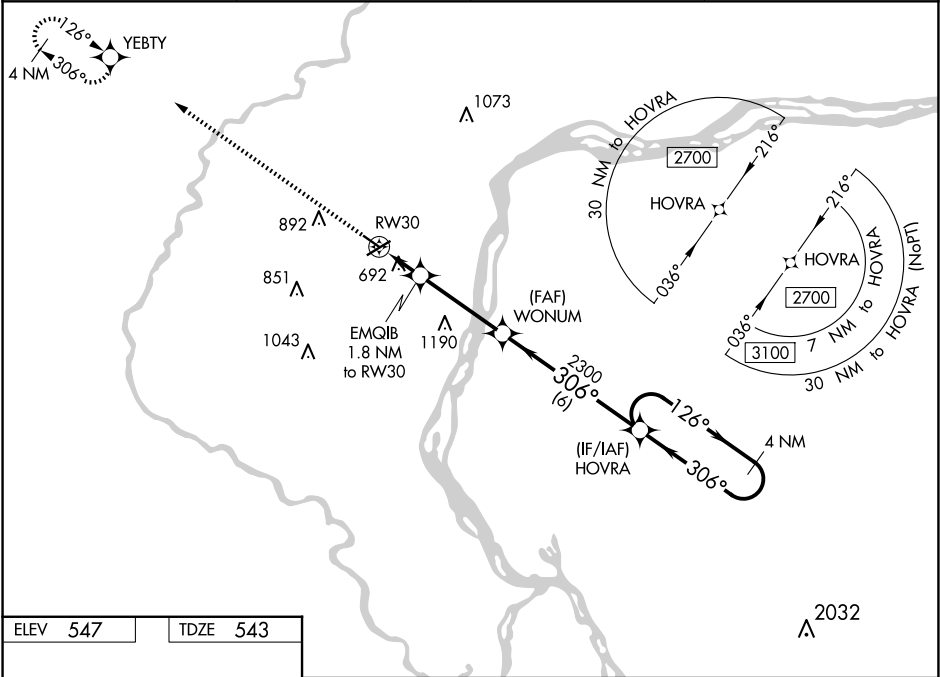 126°
YEBTY
306°
4 NM
1073
30 NM to HOVRA
2700
216°
HOVRA
036°
216°
HOVRA
2700
036°
3100
7 NM to HOVRA
30 NM to HOVRA (NoPT)
892
RW30
692
851
1043
EMQIB
1.8 NM
to RW30
1190
(FAF)
WONUM
2300
306°
(6)
(IF/IAF)
HOVRA
126°
4 NM
306°
2032
ELEV 547
TDZE 543